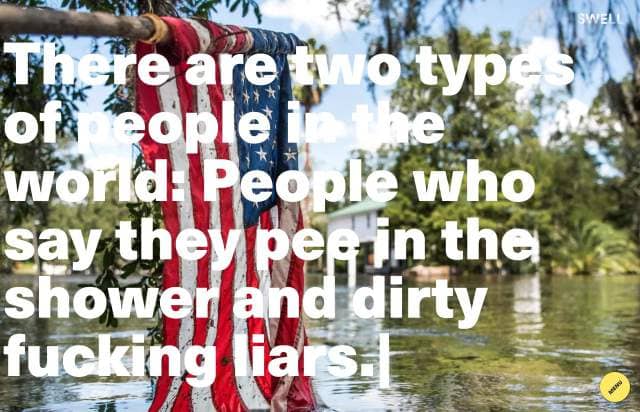 SWELL
There are two types
of people in the
world: People who
say they pee in the
shower and dirty
fucking liars.|
MENU